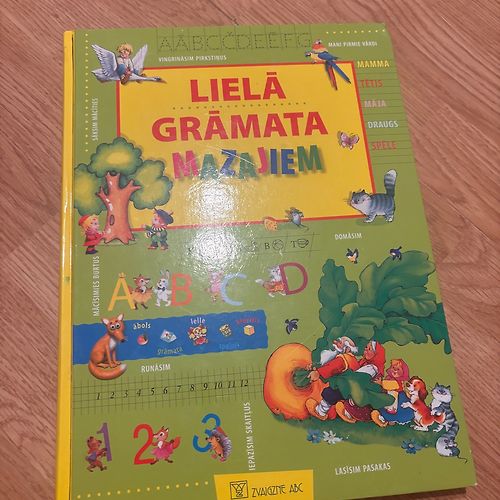 AĀBCČDEĒFG
VINGRINĀSIM PIRKSTIŅUS
MANI PIRMIE VĀRDI
MAMMA
TĒTIS
MĀJA
DRAUGS
SPĒLE
SĀKSIM MĀCĪTIES
LIELĀ
GRĀMATA
MAZAJIEM
MĀCĪSIMIES BURTUS
DOMĀSIM
B T
A B C D
ābols
lelle
grāmata
RUNĀSIM
1 2 3 4 5 6 7 8 9 10 11 12
1 2 3
IEPAZĪSIM SKAITĻUS
LASĪSIM PASAKAS
ZVAIGZNE ABC